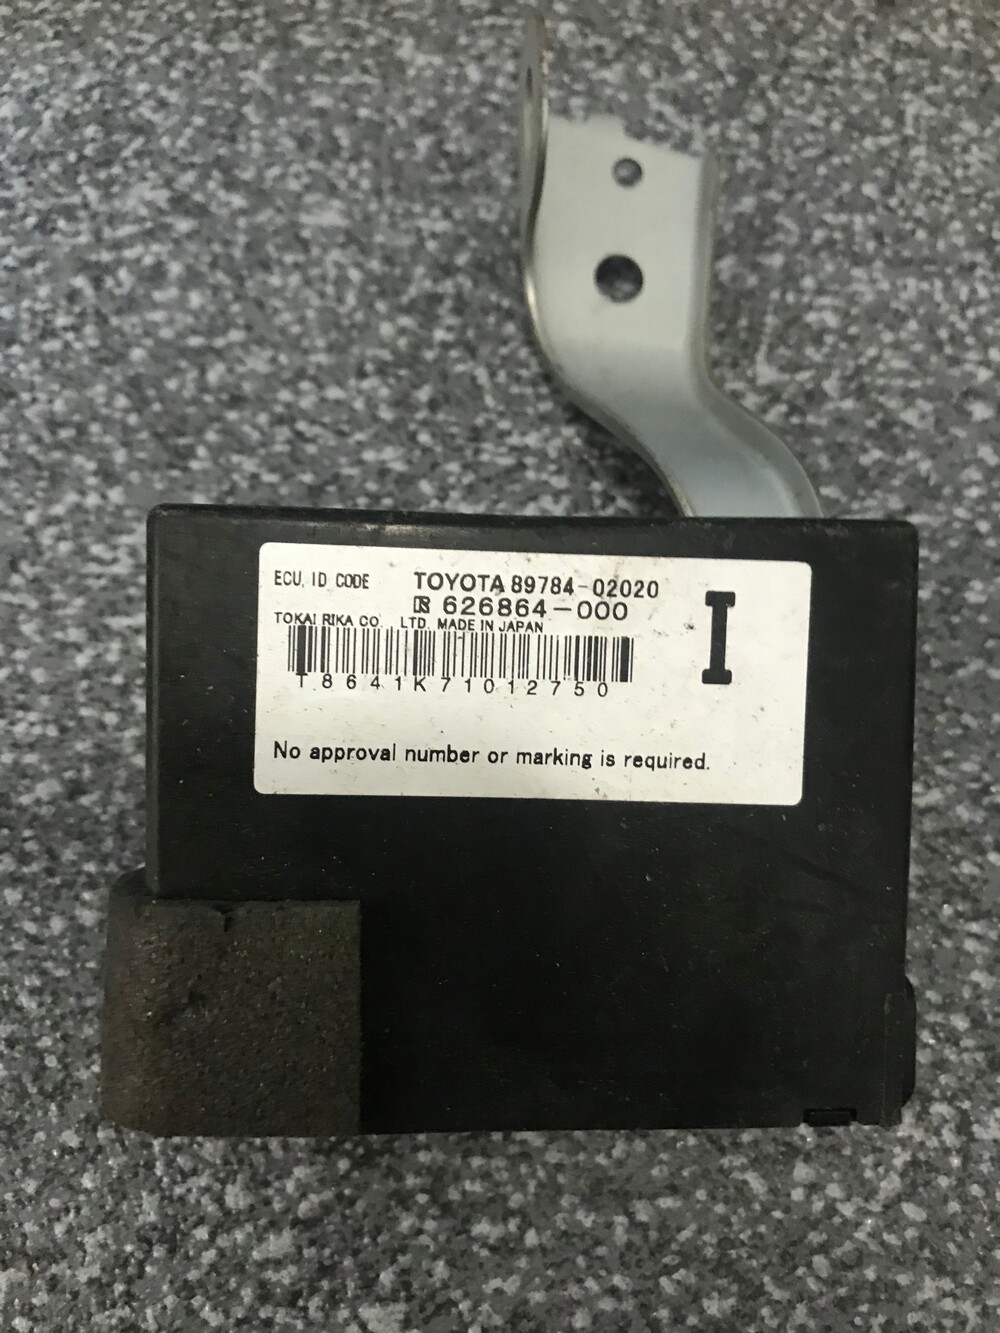 ECU, ID CODE TOYOTA 89784-02020
626864-000
TOKAI RIKA CO. LTD. MADE IN JAPAN
I
T8641K71012750
No approval number or marking is required.